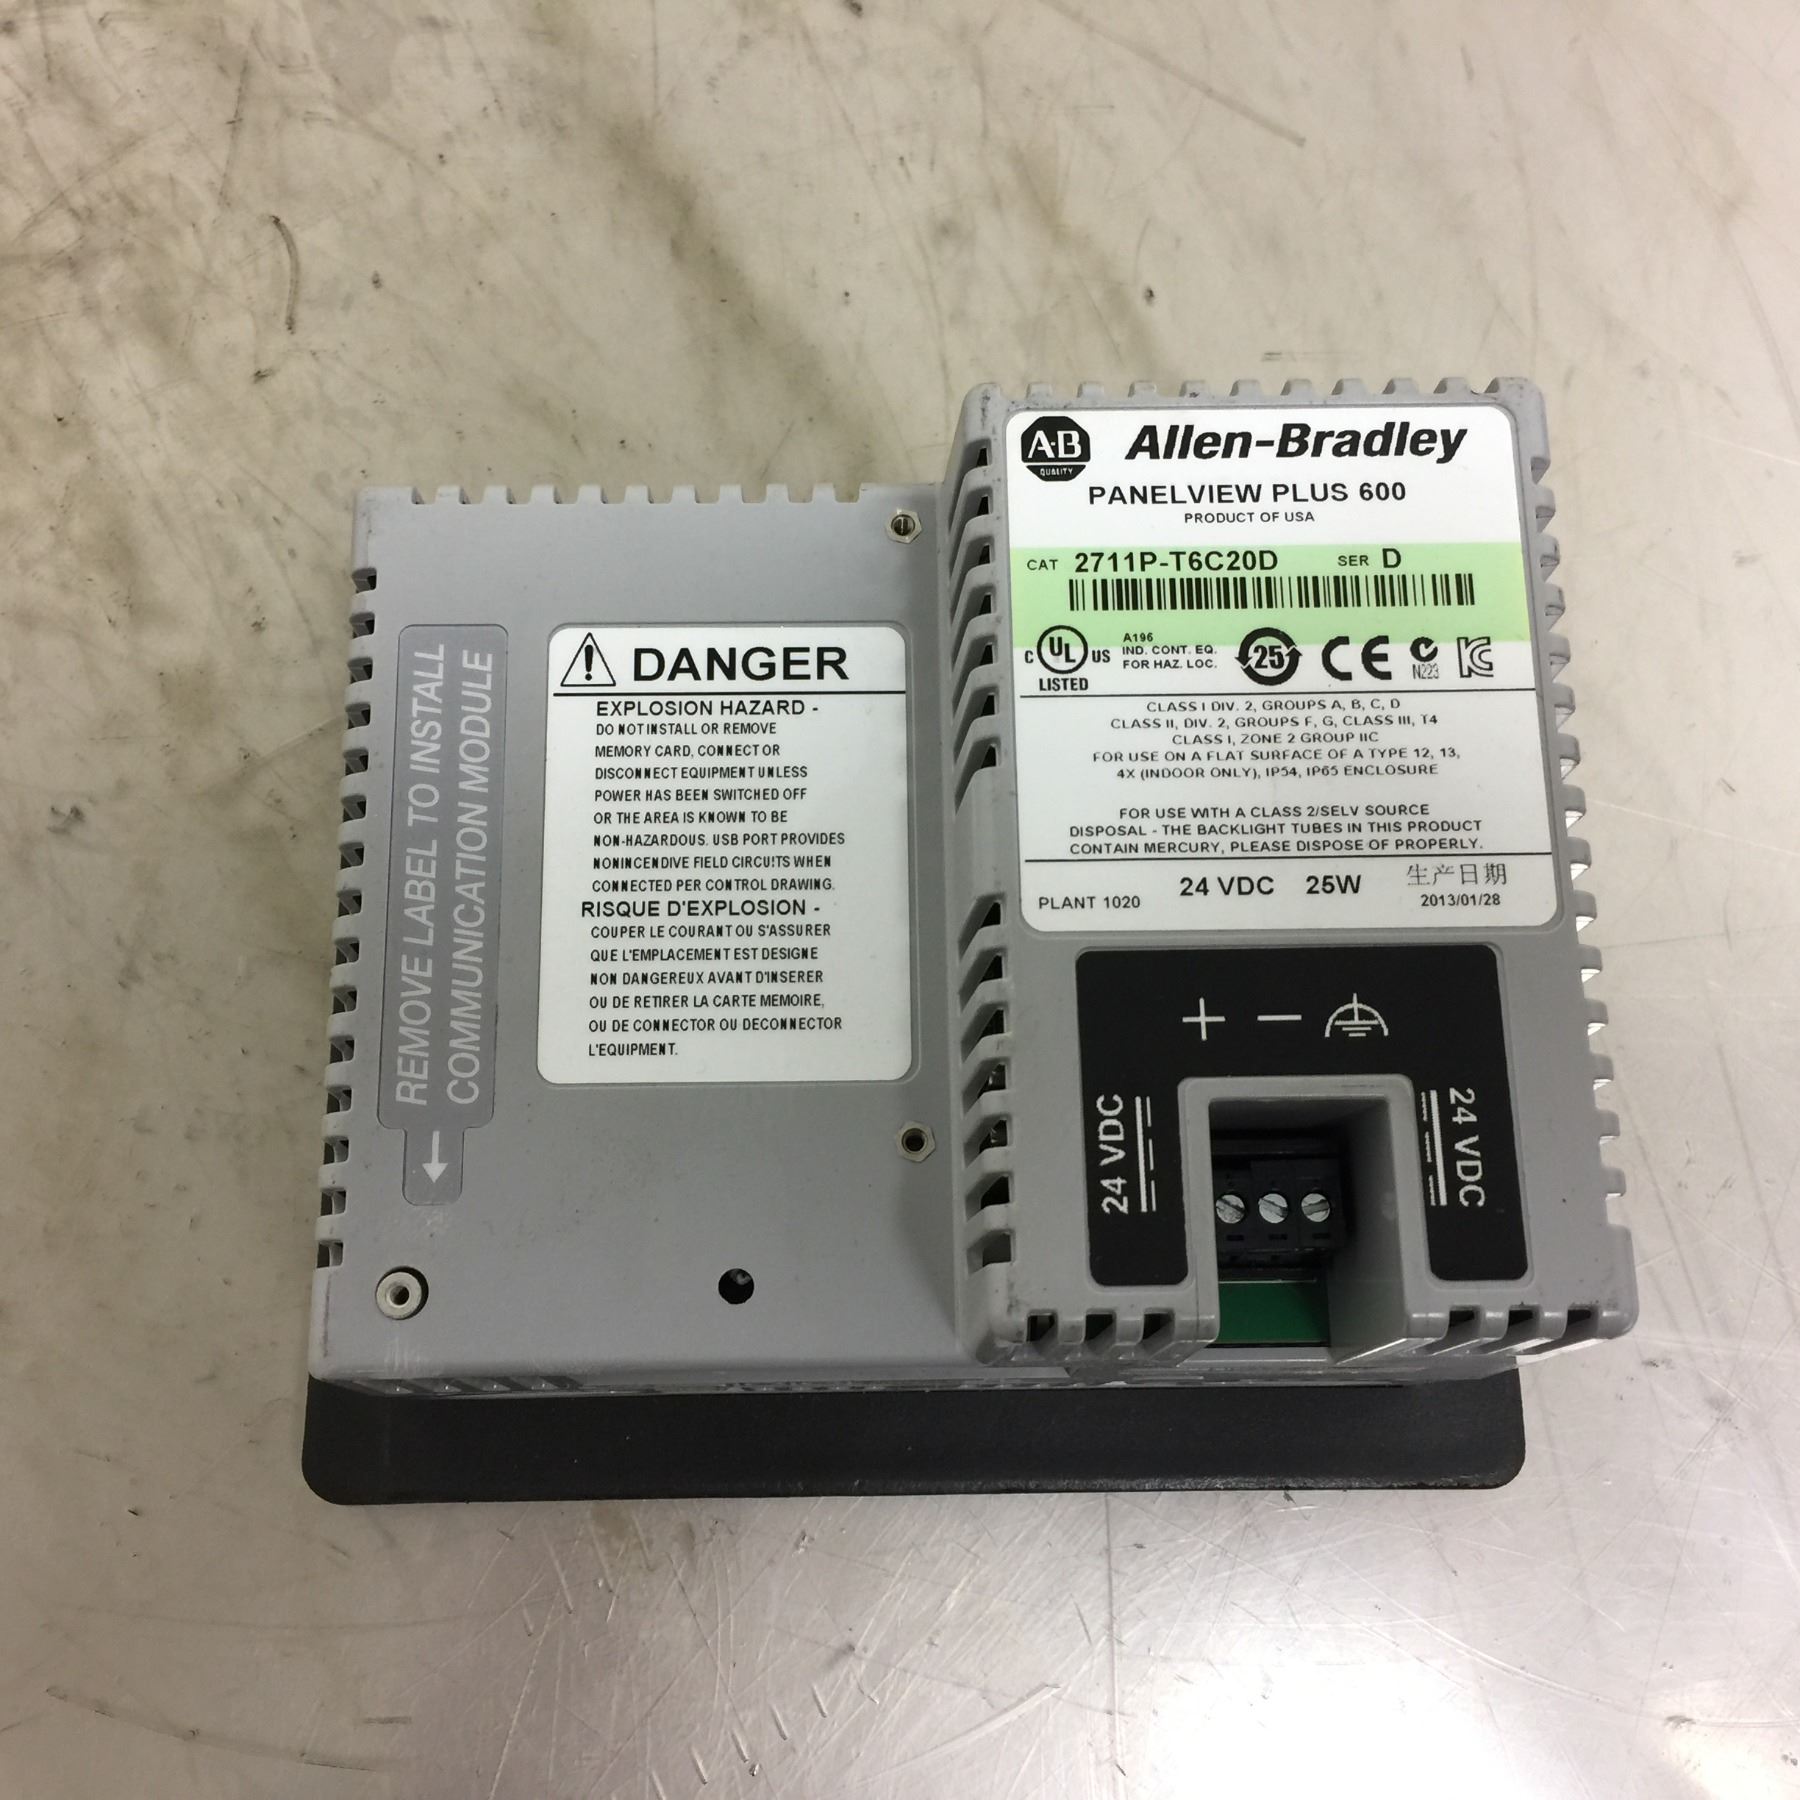 REMOVE LABEL TO INSTALL
COMMUNICATION MODULE
DANGER
EXPLOSION HAZARD -
DO NOT INSTALL OR REMOVE
MEMORY CARD, CONNECT OR
DISCONNECT EQUIPMENT UNLESS
POWER HAS BEEN SWITCHED OFF
OR THE AREA IS KNOWN TO BE
NON-HAZARDOUS. USB PORT PROVIDES
NONINCENDIVE FIELD CIRCUITS WHEN
CONNECTED PER CONTROL DRAWING.
RISQUE D'EXPLOSION -
COUPER LE COURANT OU S'ASSURER
QUE L'EMPLACEMENT EST DESIGNE
NON DANGEREUX AVANT D'INSERER
OU DE RETIRER LA CARTE MEMOIRE,
OU DE CONNECTOR OU DECONNECTOR
L'EQUIPMENT.
A-B
QUALITY
Allen-Bradley
PANELVIEW PLUS 600
PRODUCT OF USA
CAT 2711P-T6C20D SER D
C UL US
LISTED
A196
IND. CONT. EQ.
FOR HAZ. LOC.
25
CE
N223
KC
CLASS I DIV. 2, GROUPS A, B, C, D
CLASS II, DIV. 2, GROUPS F, G, CLASS III, T4
CLASS I, ZONE 2 GROUP IIC
FOR USE ON A FLAT SURFACE OF A TYPE 12, 13,
4X (INDOOR ONLY), IP54, IP65 ENCLOSURE
FOR USE WITH A CLASS 2/SELV SOURCE
DISPOSAL - THE BACKLIGHT TUBES IN THIS PRODUCT
CONTAIN MERCURY, PLEASE DISPOSE OF PROPERLY.
PLANT 1020 24 VDC 25W 生产日期
2013/01/28
+ −
24 VDC
24 VDC